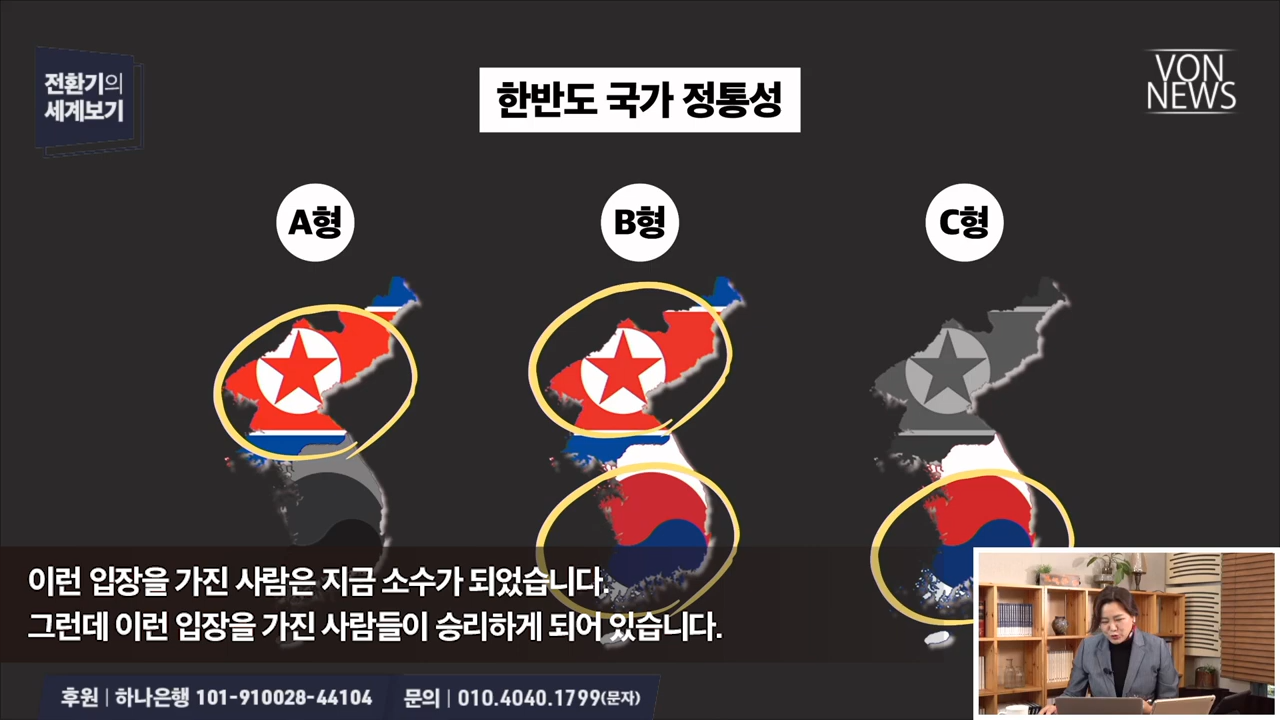 전환기의
세계보기
한반도 국가 정통성
VON
NEWS
A형
B형
C형
이런 입장을 가진 사람은 지금 소수가 되었습니다.
그런데 이런 입장을 가진 사람들이 승리하게 되어 있습니다.
후원 | 하나은행 101-910028-44104
문의 | 010.4040.1799(문자)